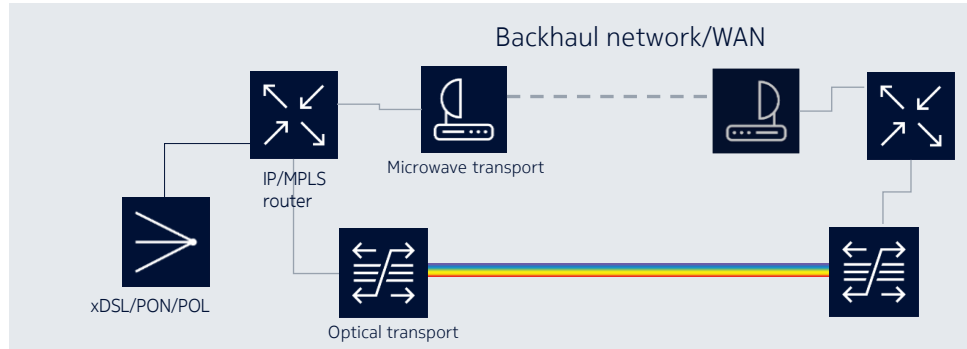 Backhaul network/WAN
Microwave transport
IP/MPLS
router
xDSL/PON/POL
Optical transport